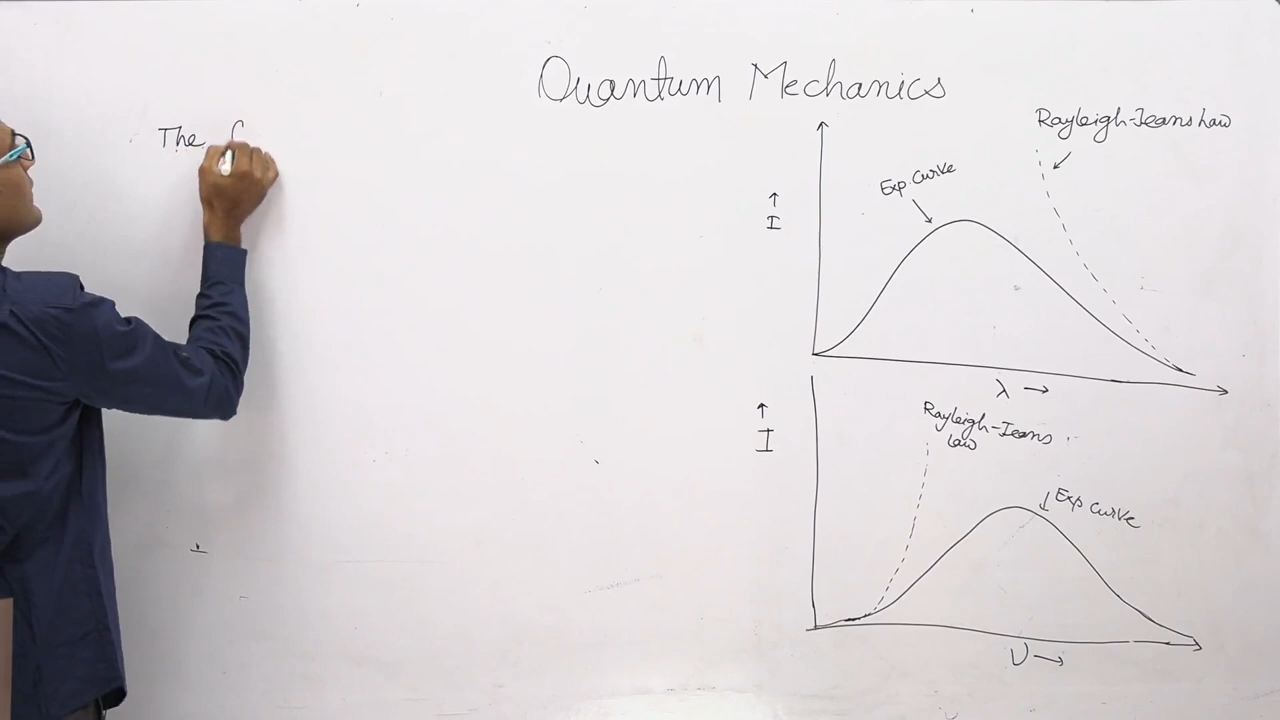 Quantum Mechanics
The
Rayleigh-Jeans Law
Exp. Curve
↑
I
λ →
Rayleigh-Jeans
Law
↑
I
Exp curve
ν →